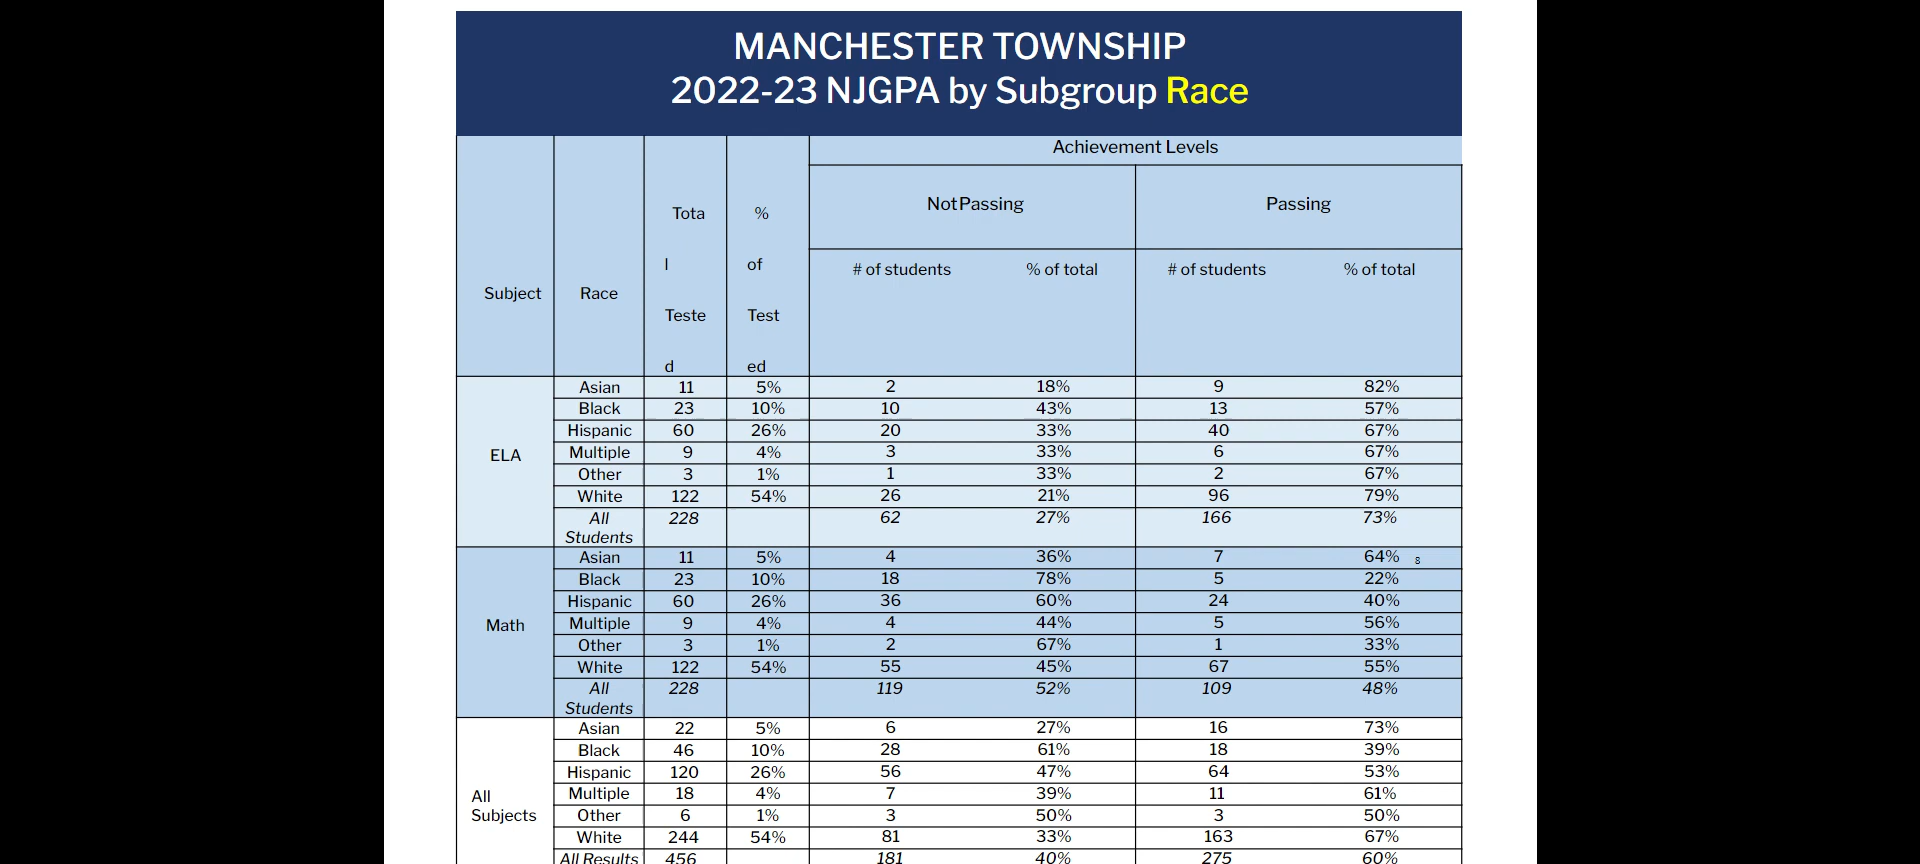 MANCHESTER TOWNSHIP
2022-23 NJGPA by Subgroup Race
Achievement Levels
Not Passing Passing
Tota
l
Teste
d
%
of
Test
ed
Subject Race
# of students % of total # of students % of total
ELA
Asian 11 5% 2 18% 9 82%
Black 23 10% 10 43% 13 57%
Hispanic 60 26% 20 33% 40 67%
Multiple 9 4% 3 33% 6 67%
Other 3 1% 1 33% 2 67%
White 122 54% 26 21% 96 79%
All 228 62 27% 166 73%
Students
Math
Asian 11 5% 4 36% 7 64% 8
Black 23 10% 18 78% 5 22%
Hispanic 60 26% 36 60% 24 40%
Multiple 9 4% 4 44% 5 56%
Other 3 1% 2 67% 1 33%
White 122 54% 55 45% 67 55%
All 228 119 52% 109 48%
Students
All
Subjects
Asian 22 5% 6 27% 16 73%
Black 46 10% 28 61% 18 39%
Hispanic 120 26% 56 47% 64 53%
Multiple 18 4% 7 39% 11 61%
Other 6 1% 3 50% 3 50%
White 244 54% 81 33% 163 67%
All Results 456 181 40% 275 60%